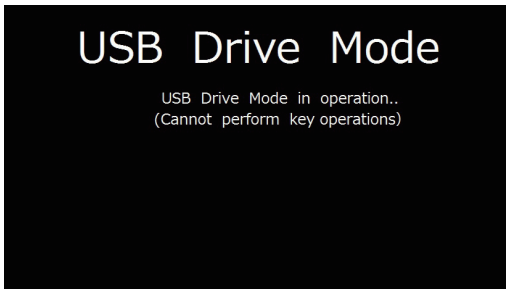 USB Drive Mode
USB Drive Mode in operation..
(Cannot perform key operations)